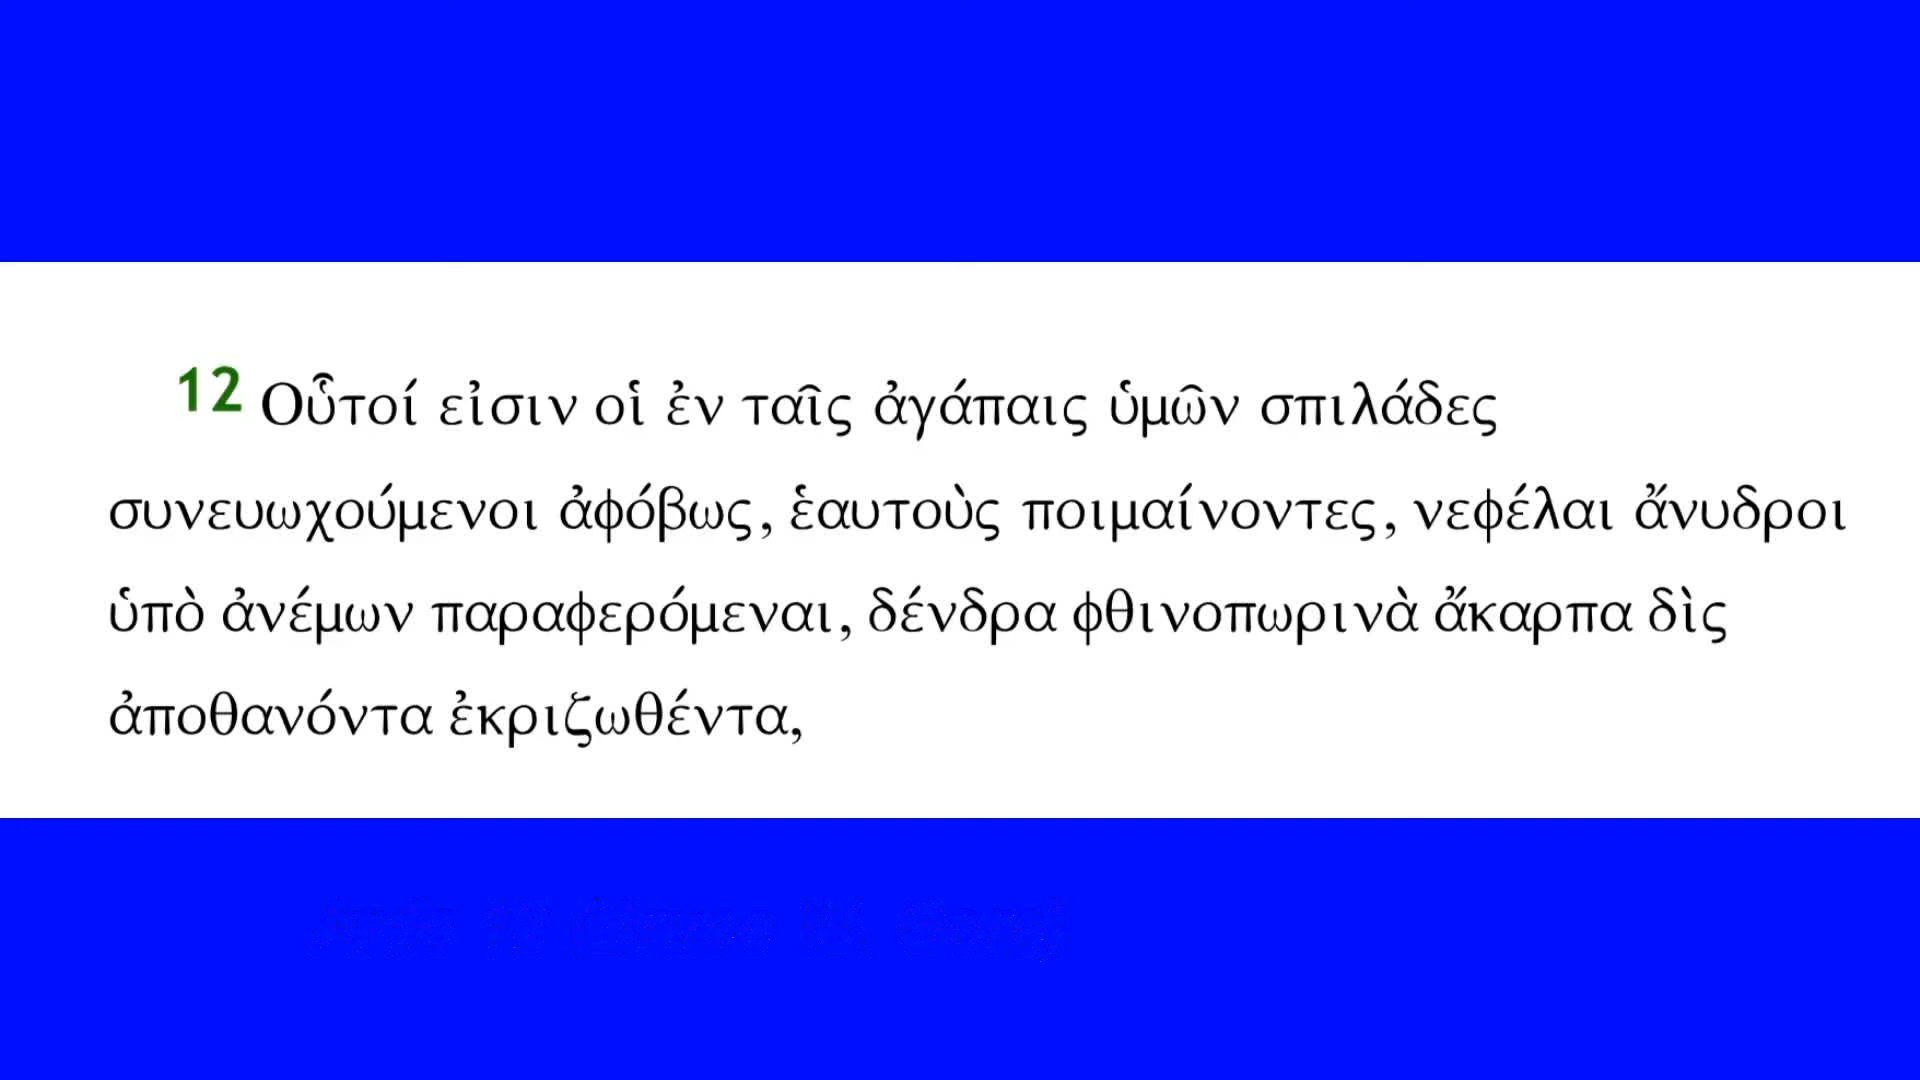 12 Οὗτοί εἰσιν οἱ ἐν ταῖς ἀγάπαις ὑμῶν σπιλάδες
συνευωχούμενοι ἀφόβως, ἑαυτοὺς ποιμαίνοντες, νεφέλαι ἄνυδροι
ὑπὸ ἀνέμων παραφερόμεναι, δένδρα φθινοπωρινὰ ἄκαρπα δὶς
ἀποθανόντα ἐκριζωθέντα,